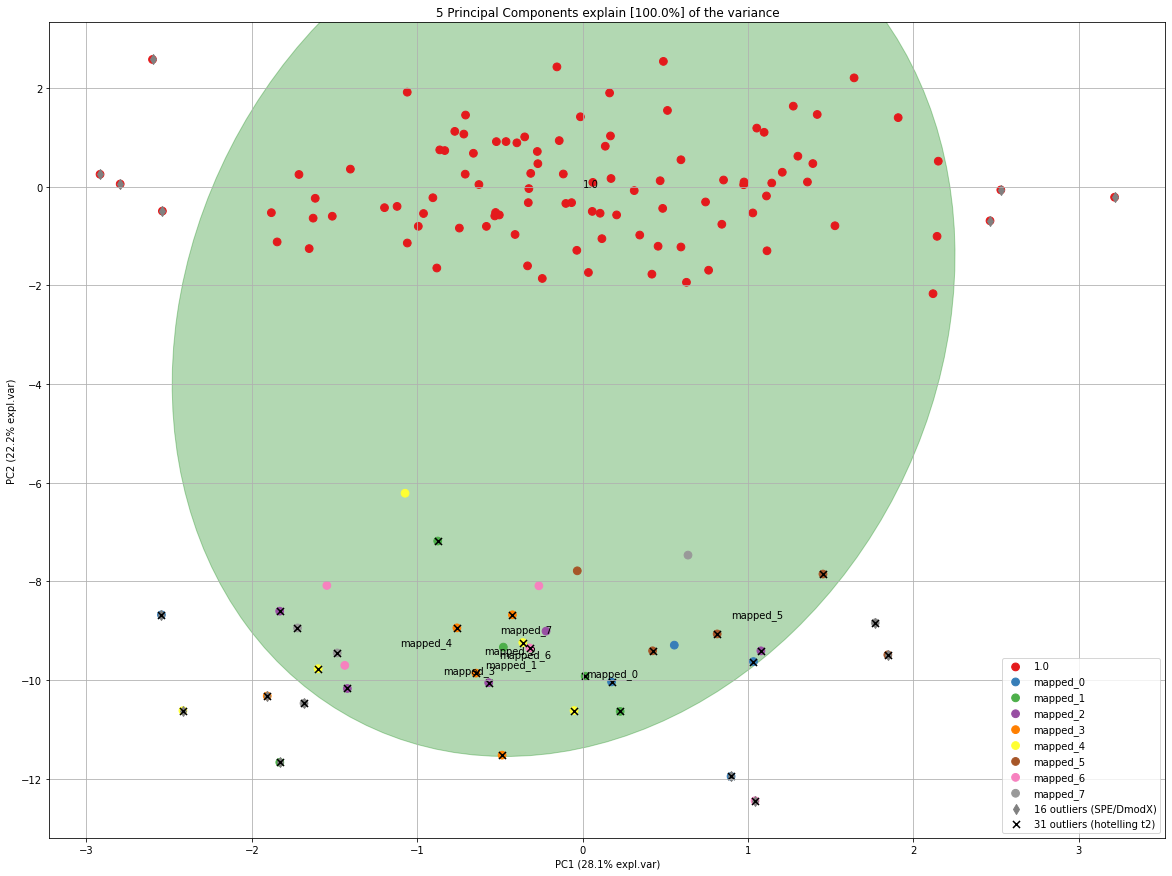 5 Principal Components explain [100.0%] of the variance
PC2 (22.2% expl.var)
2
0
−2
−4
−6
−8
−10
−12
1.0
mapped_5
mapped_7
mapped_4
mapped_6
mapped_1
mapped_3
mapped_0
1.0
mapped_0
mapped_1
mapped_2
mapped_3
mapped_4
mapped_5
mapped_6
mapped_7
16 outliers (SPE/DmodX)
31 outliers (hotelling t2)
−3
−2
−1
0
1
2
3
PC1 (28.1% expl.var)